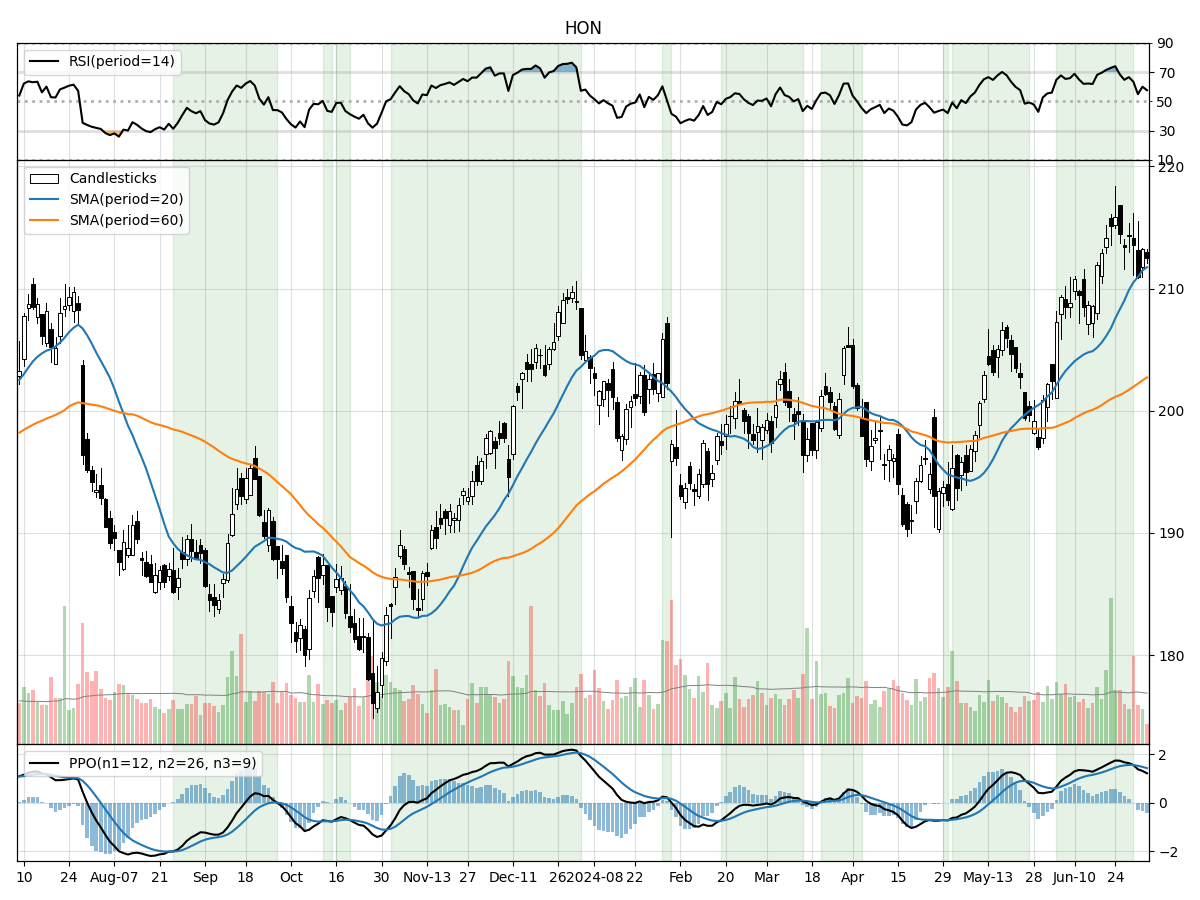 HON
RSI(period=14)
90
70
50
30
10
Candlesticks
SMA(period=20)
SMA(period=60)
220
210
200
190
180
PPO(n1=12, n2=26, n3=9)
2
0
−2
10 24 Aug-07 21 Sep 18 Oct 16 30 Nov-13 27 Dec-11 26 2024-08 22 Feb 20 Mar 18 Apr 15 29 May-13 28 Jun-10 24